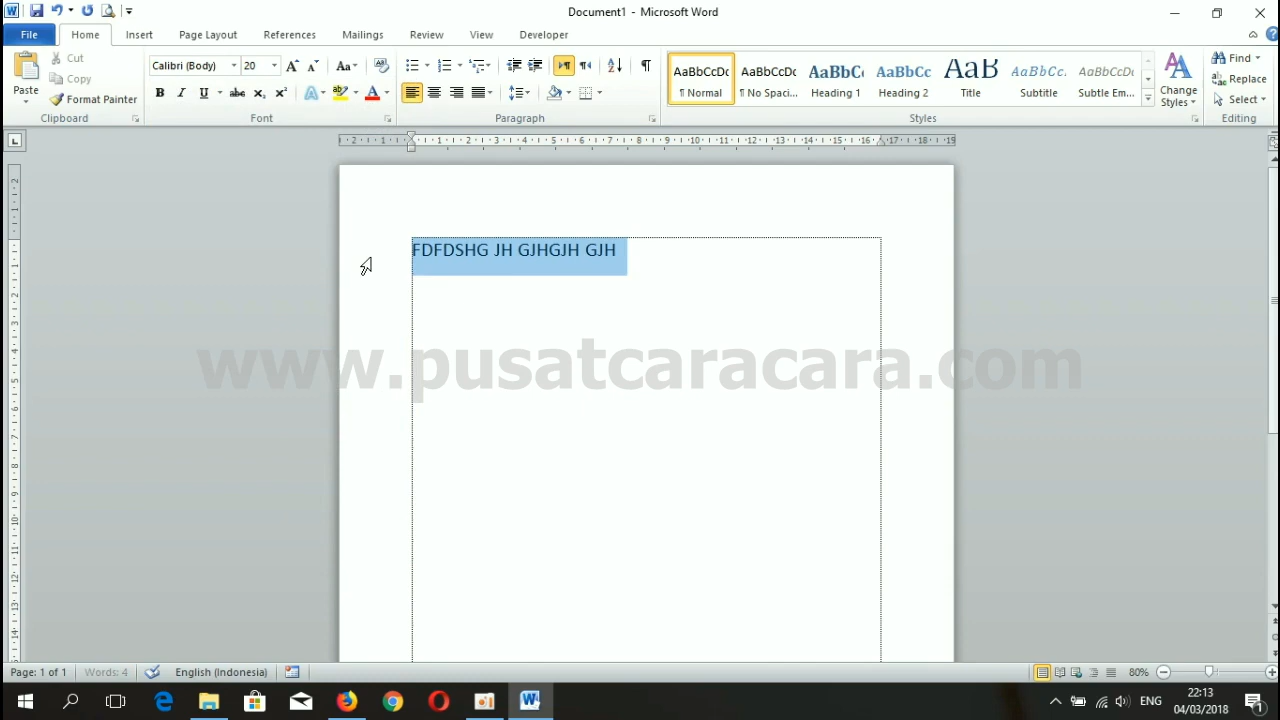 Document1 - Microsoft Word
File Home Insert Page Layout References Mailings Review View Developer
Paste
Cut
Copy
Format Painter
Clipboard
Calibri (Body) 20
Font
Paragraph
AaBbCcDc AaBbCcDc AaBbCc AaBbCc AaB AaBbCc. AaBbCcDc
¶ Normal ¶ No Spaci... Heading 1 Heading 2 Title Subtitle Subtle Em...
Change
Styles
Styles
Find
Replace
Select
Editing
FDFDSHG JH GJHGJH GJH
www.pusatcaracara.com
Page: 1 of 1 Words: 4 English (Indonesia) 80%
ENG
22:13
04/03/2018